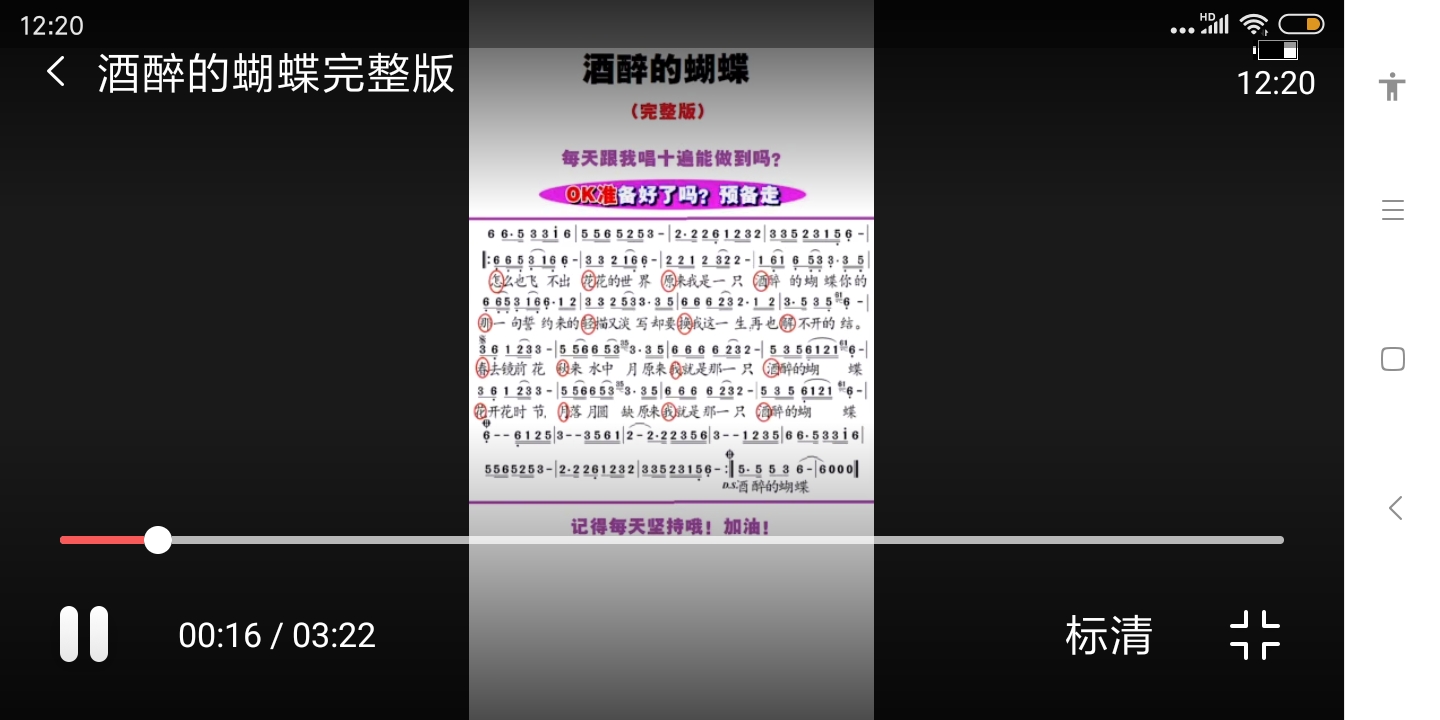 12:20
HD
酒醉的蝴蝶完整版
12:20
酒醉的蝴蝶
（完整版）
每天跟我唱十遍能做到吗？
OK准备好了吗？预备走
6 6·5 3 3 i 6|5 5 6 5 2 5 3 -|2·2 2 6 1 2 3 2|3 3 5 2 3 1 5 6 -|
‖:6 6 5 3 1 6 6 -|3 3 2 1 6 6 -|2 2 1 2 3 2 2 -|1 6 1 6 5 3 3·3 5|
怎么也飞 不出 花花的世 界 原来我是一 只 酒醉 的蝴 蝶你的
6 6 5 3 1 6 6·1 2|3 3 2 5 3 3·3 5|6 6 6 6 2 3 2·1 2|3·5 3 5 61 6 -|
那一 句誓 约来的轻描又淡 写却要换我这一 生再也解不开的 结。
3 6 1 2 3 3 -|5 5 6 6 5 3 35 3·3 5|6 6 6 6 2 3 2 -|5 3 5 6 1 2 1 61 6 -|
春去镜前 花 秋来 水中 月原来我就是那一 只 酒醉的蝴 蝶
3 6 1 2 3 3 -|5 5 6 6 5 3 35 3·3 5|6 6 6 6 2 3 2 -|5 3 5 6 1 2 1 61 6 -|
花开花时 节, 月落 月圆 缺原来我就是那一 只 酒醉的蝴 蝶
6 - - 6 1 2 5|3 - - 3 5 6 1|2 - 2·2 2 3 5 6|3 - - 1 2 3 5|6 6·5 3 3 i 6|
5 5 6 5 2 5 3 -|2·2 2 6 1 2 3 2|3 3 5 2 3 1 5 6 - :‖ 5·5 5 3 6 -|6 0 0 0‖
D.S. 酒醉的蝴蝶
记得每天坚持哦！加油！
00:16 / 03:22
标清